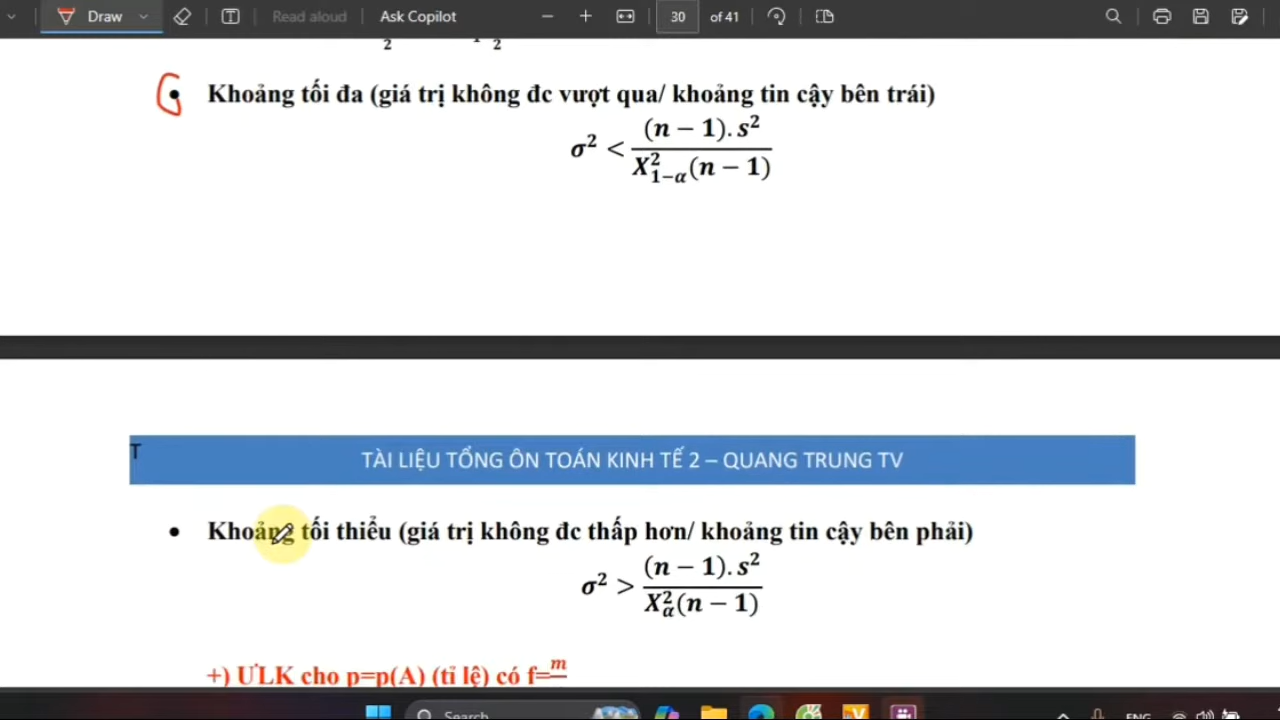 Draw
Read aloud
Ask Copilot
30 of 41
2 2
• Khoảng tối đa (giá trị không đc vượt qua/ khoảng tin cậy bên trái)
σ² < (n − 1). s² / X²₁₋α(n − 1)
T
TÀI LIỆU TỔNG ÔN TOÁN KINH TẾ 2 – QUANG TRUNG TV
• Khoảng tối thiểu (giá trị không đc thấp hơn/ khoảng tin cậy bên phải)
σ² > (n − 1). s² / X²α(n − 1)
+) ƯLK cho p=p(A) (tỉ lệ) có f=m
Search
ENG